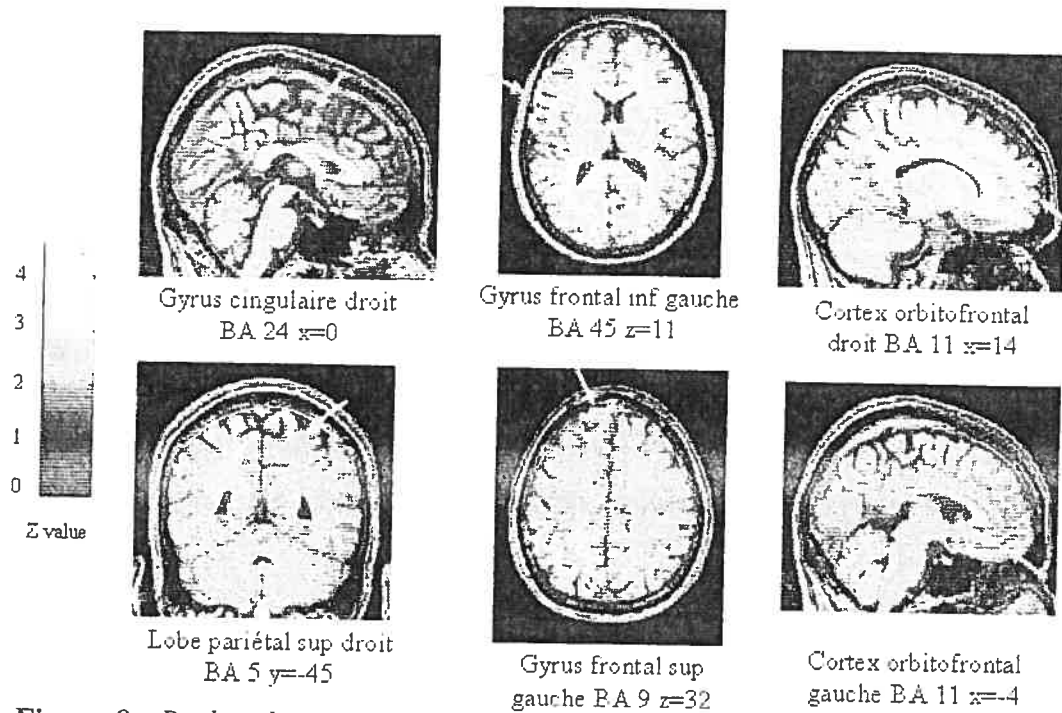 Gyrus cingulaire droit
BA 24 x=0
Gyrus frontal inf gauche
BA 45 z=11
Cortex orbitofrontal
droit BA 11 x=14
4
3
2
1
0
Z value
Lobe pariétal sup droit
BA 5 y=-45
Gyrus frontal sup
gauche BA 9 z=32
Cortex orbitofrontal
gauche BA 11 x=-4